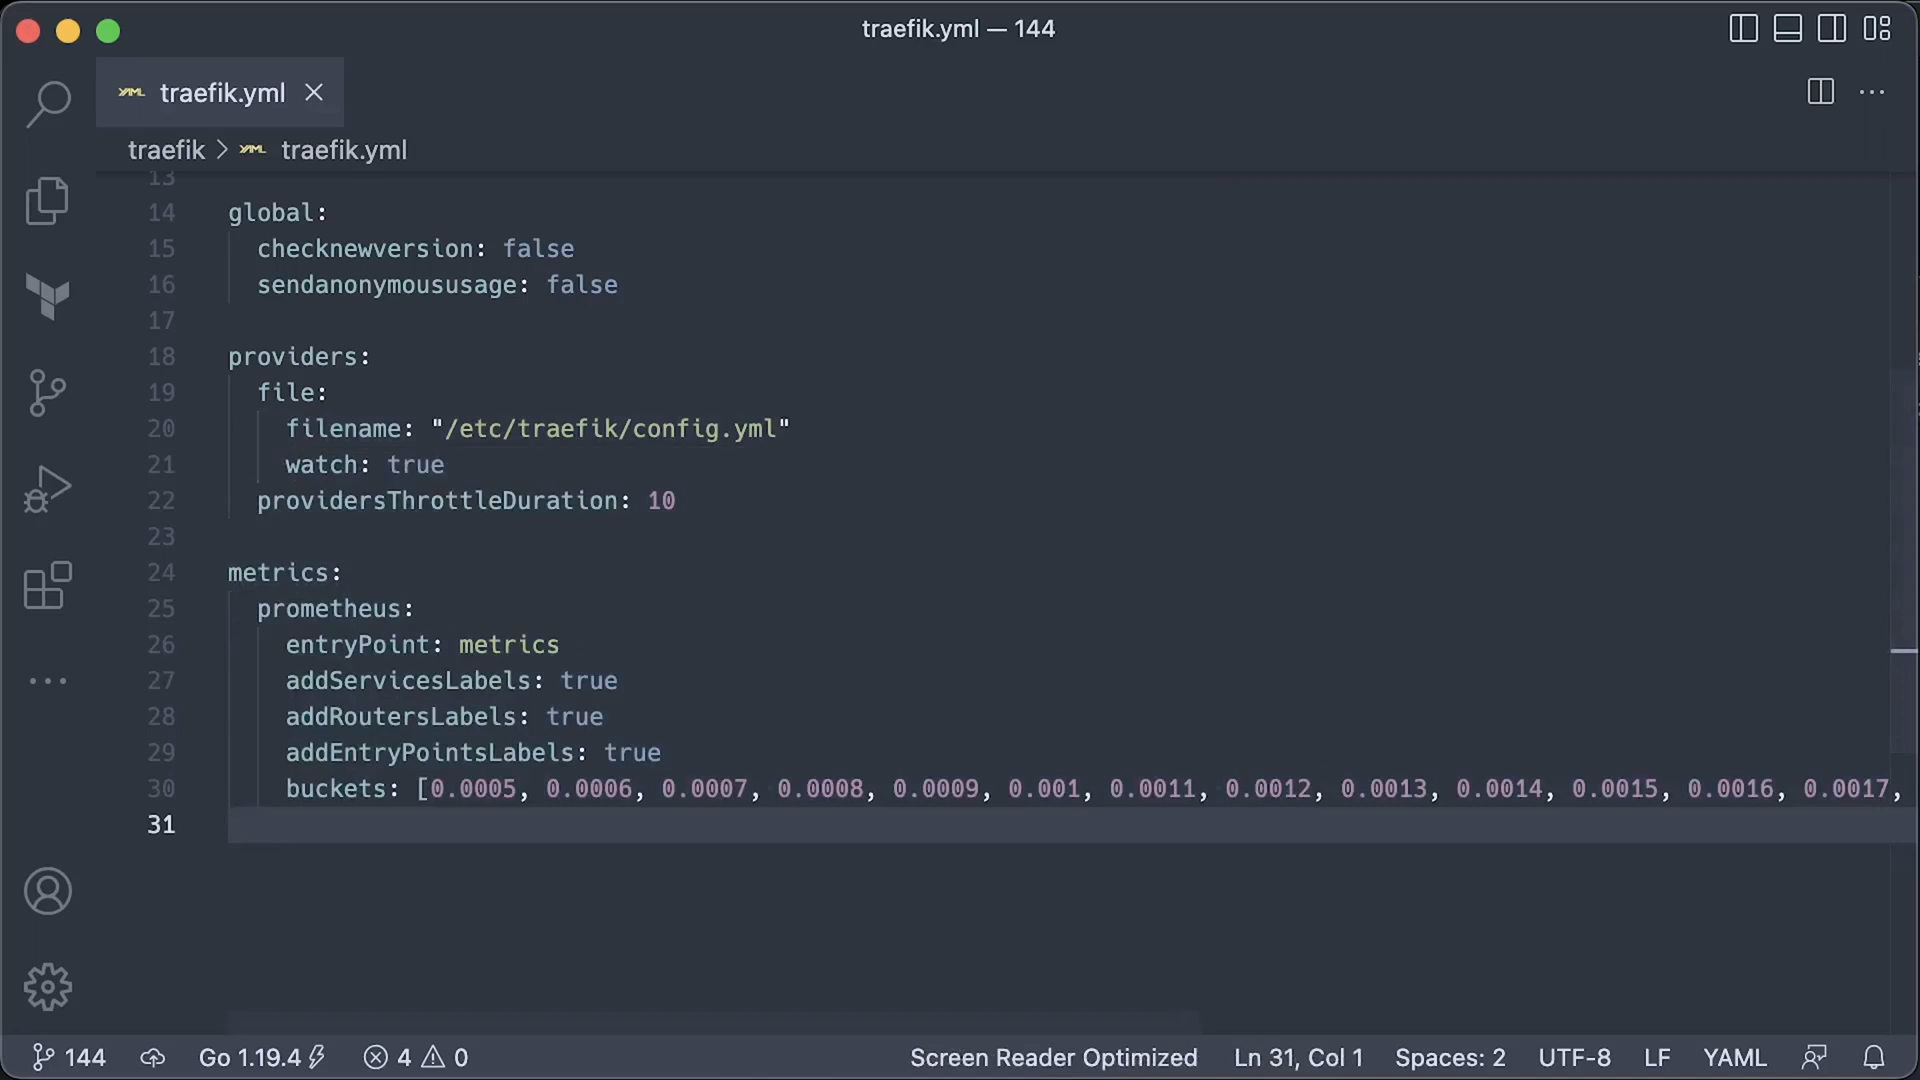 traefik.yml — 144
YAML traefik.yml
traefik > YAML traefik.yml
13
14 global:
15 checknewversion: false
16 sendanonymoususage: false
17
18 providers:
19 file:
20 filename: "/etc/traefik/config.yml"
21 watch: true
22 providersThrottleDuration: 10
23
24 metrics:
25 prometheus:
26 entryPoint: metrics
27 addServicesLabels: true
28 addRoutersLabels: true
29 addEntryPointsLabels: true
30 buckets: [0.0005, 0.0006, 0.0007, 0.0008, 0.0009, 0.001, 0.0011, 0.0012, 0.0013, 0.0014, 0.0015, 0.0016, 0.0017,
31
144 Go 1.19.4 4 0 Screen Reader Optimized Ln 31, Col 1 Spaces: 2 UTF-8 LF YAML